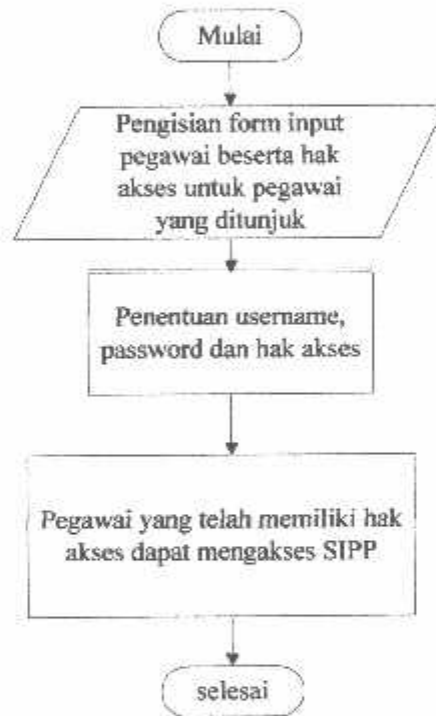 Mulai
Pengisian form input
pegawai beserta hak
akses untuk pegawai
yang ditunjuk
Penentuan username,
password dan hak akses
Pegawai yang telah memiliki hak
akses dapat mengakses SIPP
selesai